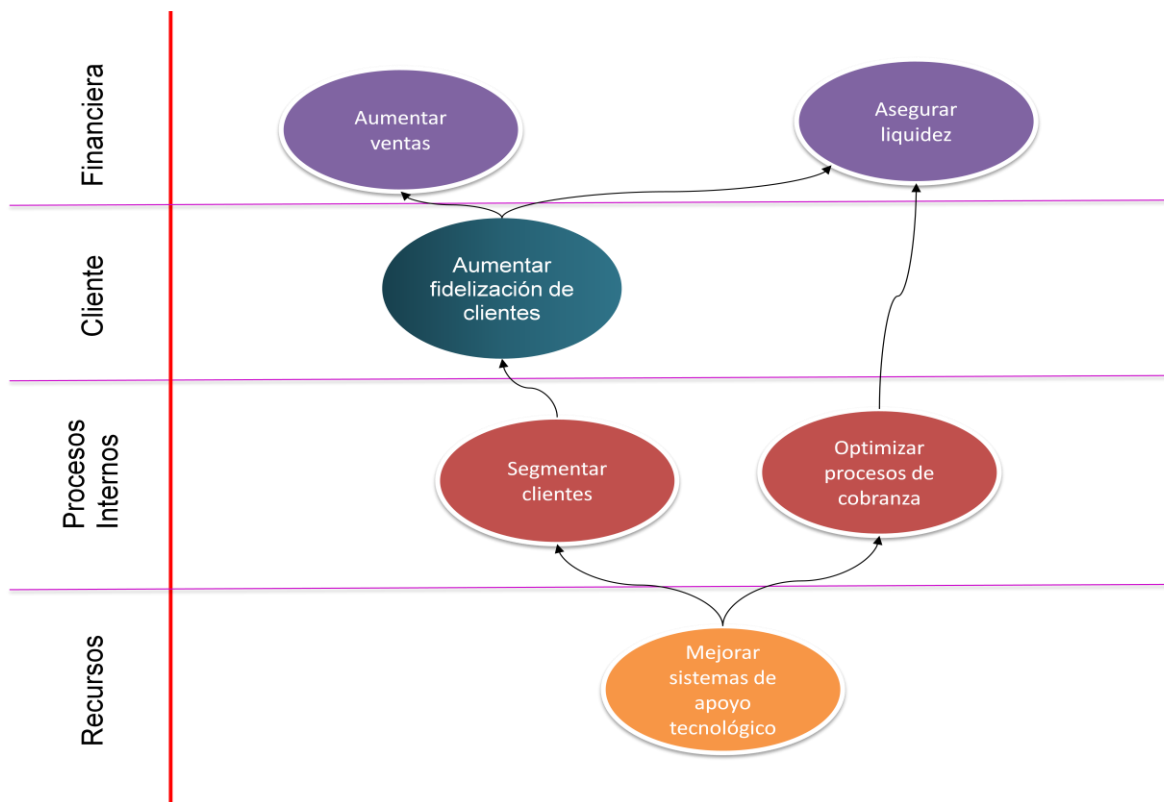 Financiera
Aumentar
ventas
Asegurar
liquidez
Cliente
Aumentar
fidelización de
clientes
Procesos
Internos
Segmentar
clientes
Optimizar
procesos de
cobranza
Recursos
Mejorar
sistemas de
apoyo
tecnológico